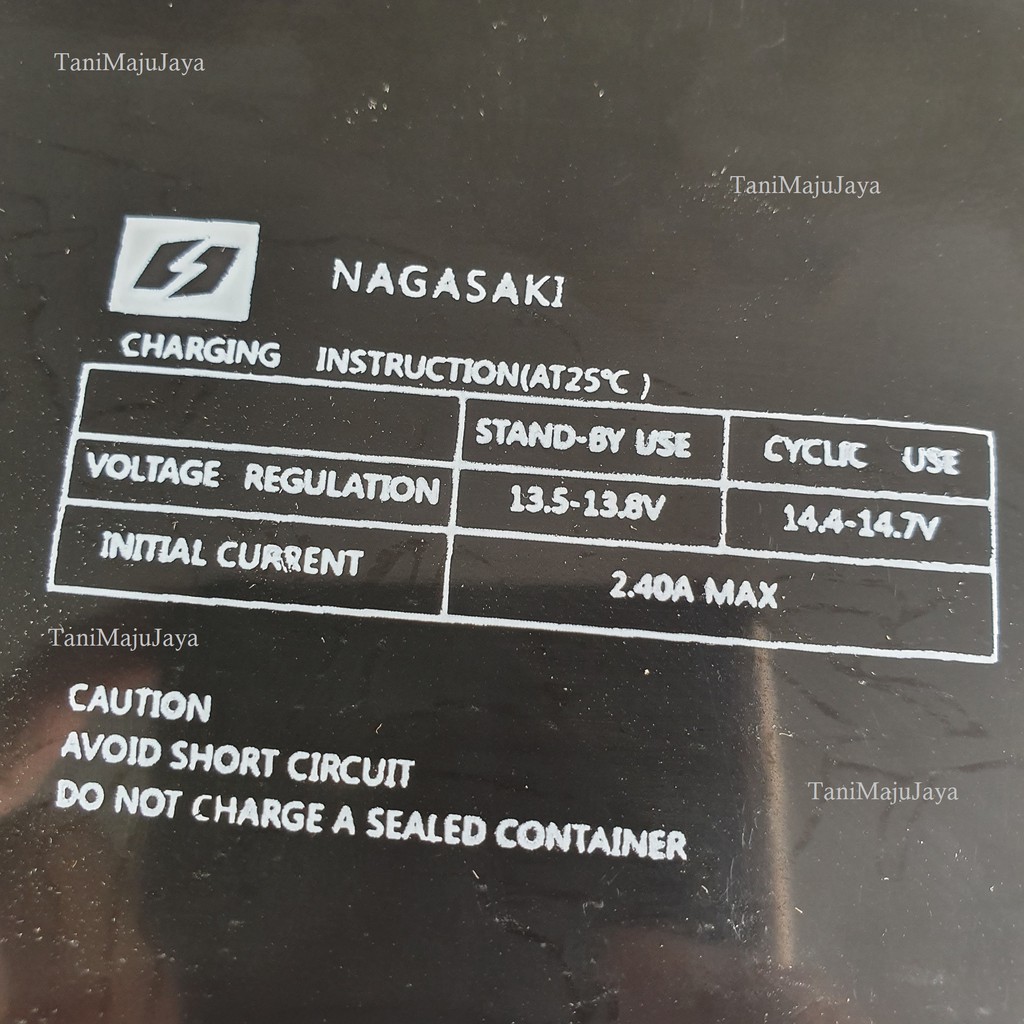 TaniMajuJaya
TaniMajuJaya
NAGASAKI
CHARGING INSTRUCTION(AT25℃ )
STAND-BY USE CYCLIC USE
VOLTAGE REGULATION 13.5-13.8V 14.4-14.7V
INITIAL CURRENT 2.40A MAX
TaniMajuJaya
CAUTION
AVOID SHORT CIRCUIT
TaniMajuJaya
DO NOT CHARGE A SEALED CONTAINER